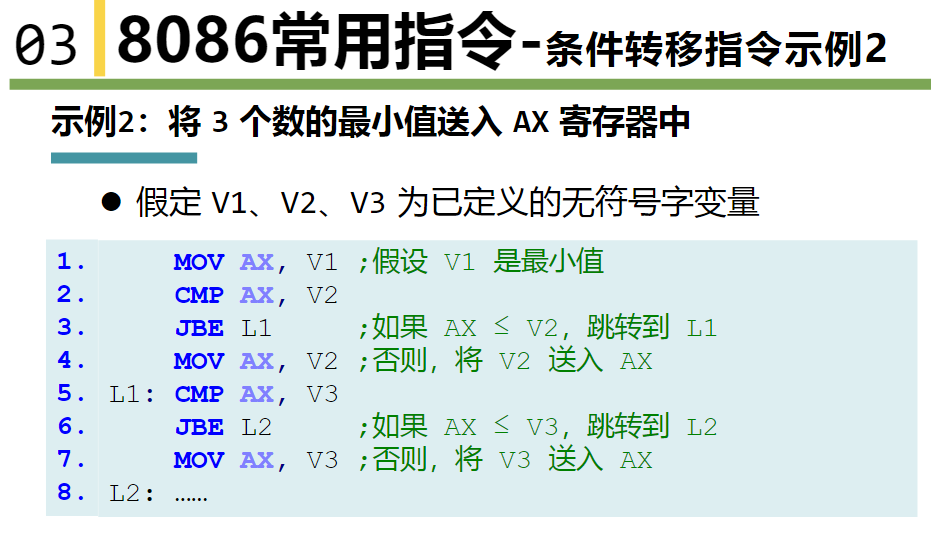 03 8086常用指令-条件转移指令示例2
示例2：将 3 个数的最小值送入 AX 寄存器中
● 假定 V1、V2、V3 为已定义的无符号字变量
1. MOV AX, V1 ;假设 V1 是最小值
2. CMP AX, V2
3. JBE L1 ;如果 AX ≤ V2，跳转到 L1
4. MOV AX, V2 ;否则，将 V2 送入 AX
5. L1: CMP AX, V3
6. JBE L2 ;如果 AX ≤ V3，跳转到 L2
7. MOV AX, V3 ;否则，将 V3 送入 AX
8. L2: ……